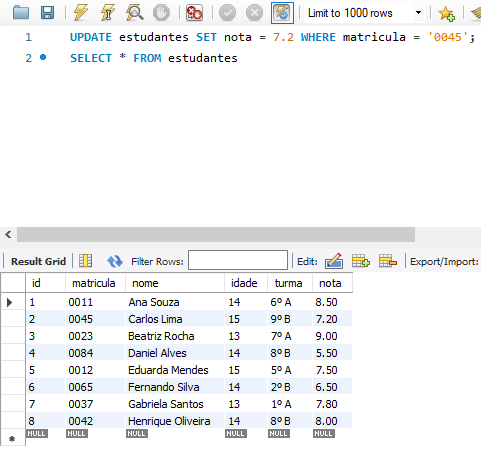 Limit to 1000 rows
1 UPDATE estudantes SET nota = 7.2 WHERE matricula = '0045';
2 SELECT * FROM estudantes
Result Grid Filter Rows: Edit: Export/Import:
id matricula nome idade turma nota
1 0011 Ana Souza 14 6º A 8.50
2 0045 Carlos Lima 15 9º B 7.20
3 0023 Beatriz Rocha 13 7º A 9.00
4 0084 Daniel Alves 14 8º B 5.50
5 0012 Eduarda Mendes 15 5º A 7.50
6 0065 Fernando Silva 14 2º B 6.50
7 0037 Gabriela Santos 13 1º A 7.80
8 0042 Henrique Oliveira 14 8º B 8.00
NULL NULL NULL NULL NULL NULL